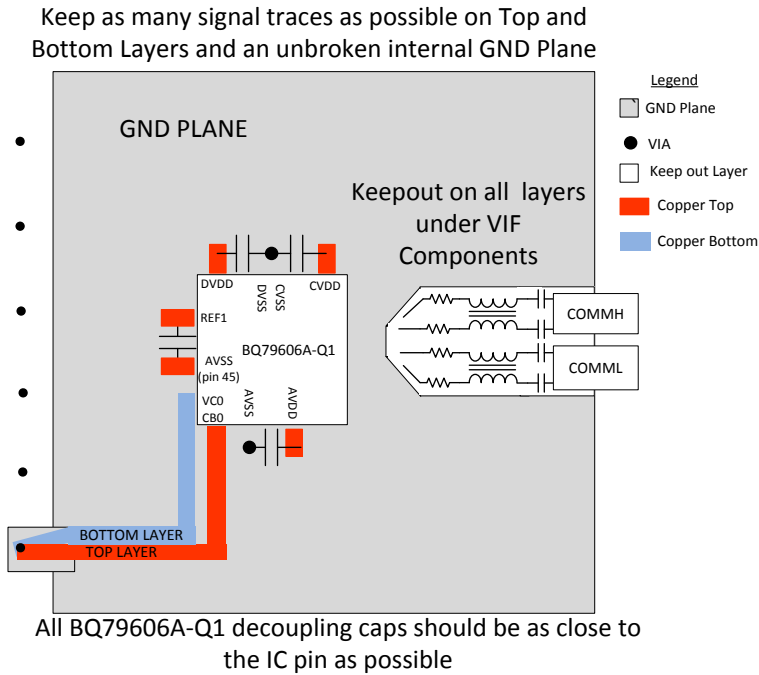 Keep as many signal traces as possible on Top and
Bottom Layers and an unbroken internal GND Plane
Legend
GND Plane
VIA
Keep out Layer
Copper Top
Copper Bottom
GND PLANE
Keepout on all layers
under VIF
Components
DVDD
DVSS
CVSS
CVDD
REF1
BQ79606A-Q1
AVSS
(pin 45)
VC0
CB0
AVSS
AVDD
COMMH
COMML
BOTTOM LAYER
TOP LAYER
All BQ79606A-Q1 decoupling caps should be as close to
the IC pin as possible